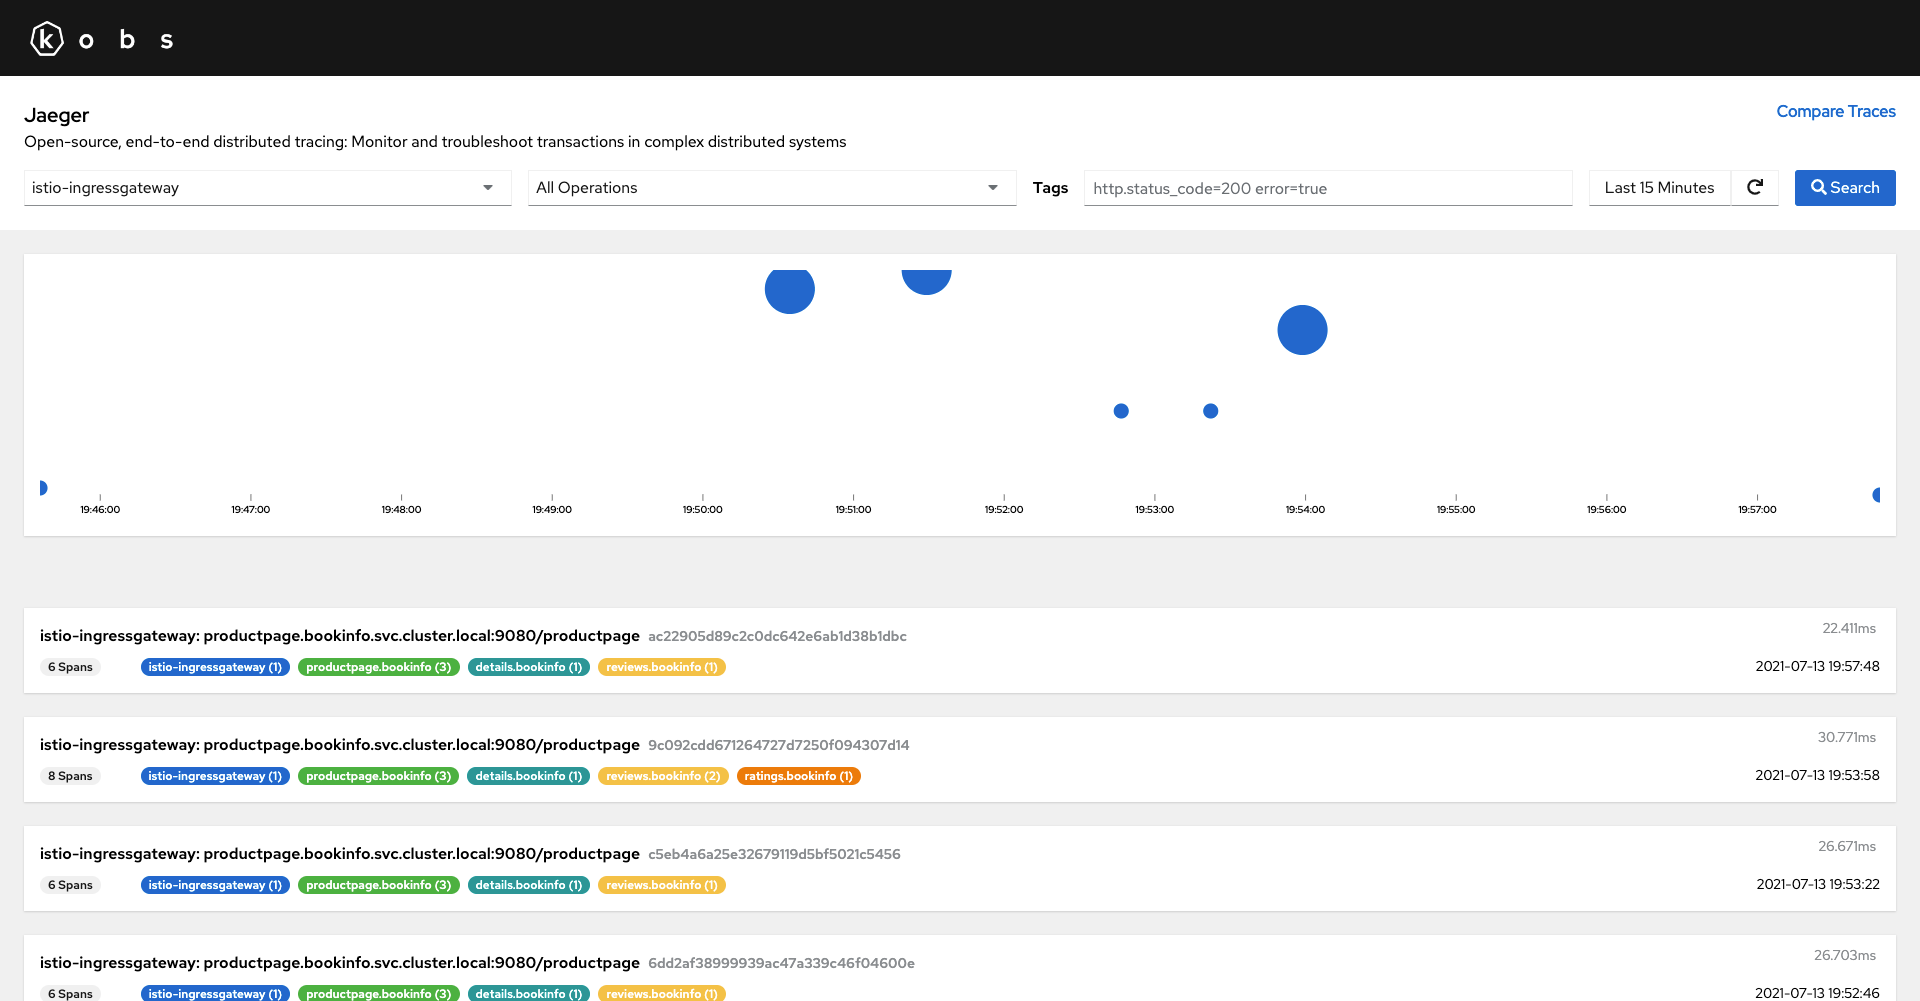 k o b s
Jaeger
Compare Traces
Open-source, end-to-end distributed tracing: Monitor and troubleshoot transactions in complex distributed systems
istio-ingressgateway All Operations Tags http.status_code=200 error=true Last 15 Minutes Search
19:46:00 19:47:00 19:48:00 19:49:00 19:50:00 19:51:00 19:52:00 19:53:00 19:54:00 19:55:00 19:56:00 19:57:00
istio-ingressgateway: productpage.bookinfo.svc.cluster.local:9080/productpage ac22905d89c2c0dc642e6ab1d38b1dbc 22.411ms
6 Spans istio-ingressgateway (1) productpage.bookinfo (3) details.bookinfo (1) reviews.bookinfo (1) 2021-07-13 19:57:48
istio-ingressgateway: productpage.bookinfo.svc.cluster.local:9080/productpage 9c092cdd671264727d7250f094307d14 30.771ms
8 Spans istio-ingressgateway (1) productpage.bookinfo (3) details.bookinfo (1) reviews.bookinfo (2) ratings.bookinfo (1) 2021-07-13 19:53:58
istio-ingressgateway: productpage.bookinfo.svc.cluster.local:9080/productpage c5eb4a6a25e32679119d5bf5021c5456 26.671ms
6 Spans istio-ingressgateway (1) productpage.bookinfo (3) details.bookinfo (1) reviews.bookinfo (1) 2021-07-13 19:53:22
istio-ingressgateway: productpage.bookinfo.svc.cluster.local:9080/productpage 6dd2af38999939ac47a339c46f04600e 26.703ms
6 Spans istio-ingressgateway (1) productpage.bookinfo (3) details.bookinfo (1) reviews.bookinfo (1) 2021-07-13 19:52:46